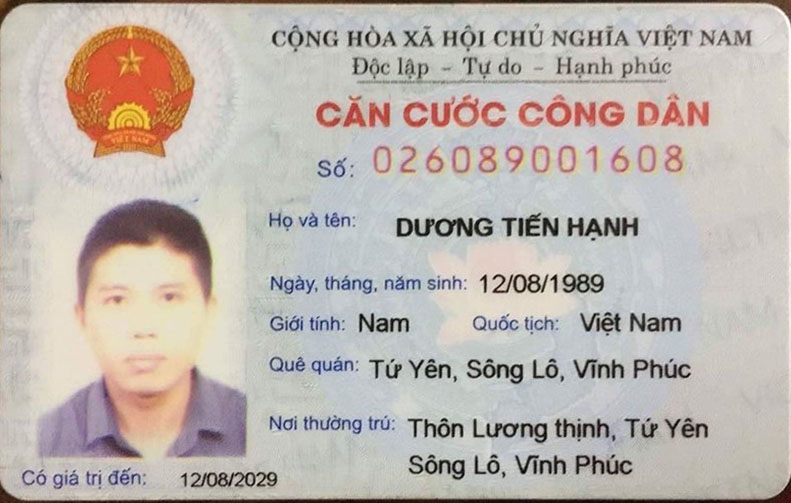 CỘNG HÒA XÃ HỘI CHỦ NGHĨA VIỆT NAM
Độc lập - Tự do - Hạnh phúc
CĂN CƯỚC CÔNG DÂN
Số: 026089001608
Họ và tên: DƯƠNG TIẾN HẠNH
Ngày, tháng, năm sinh: 12/08/1989
Giới tính: Nam Quốc tịch: Việt Nam
Quê quán: Tứ Yên, Sông Lô, Vĩnh Phúc
Nơi thường trú: Thôn Lương thịnh, Tứ Yên
Sông Lô, Vĩnh Phúc
Có giá trị đến: 12/08/2029